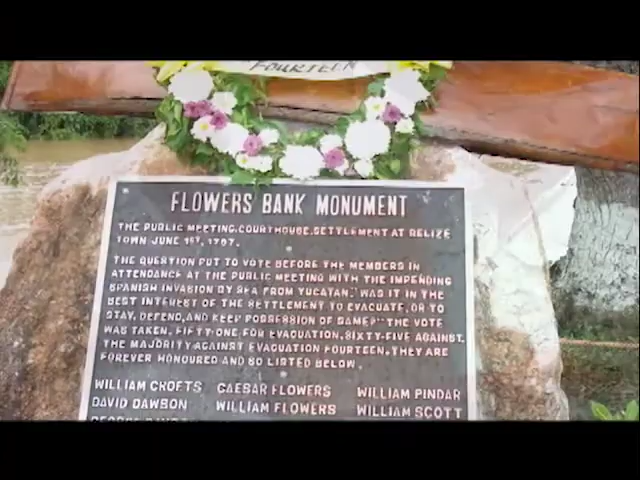 FOURTEEN
FLOWERS BANK MONUMENT
THE PUBLIC MEETING.COURTHOUSE.SETTLEMENT AT BELIZE
TOWN JUNE 1ST, 1797.
THE QUESTION PUT TO VOTE BEFORE THE MEMBERS IN
ATTENDANCE AT THE PUBLIC MEETING WITH THE IMPENDING
SPANISH INVASION BY SEA FROM YUCATAN," WAS IT IN THE
BEST INTEREST OF THE SETTLEMENT TO EVACUATE, OR TO
STAY, DEFEND, AND KEEP POSSESSION OF SAME?" THE VOTE
WAS TAKEN, FIFTY-ONE FOR EVACUATION, SIXTY-FIVE AGAINST.
THE MAJORITY AGAINST EVACUATION FOURTEEN, THEY ARE
FOREVER HONOURED AND SO LISTED BELOW.
WILLIAM CROFTS CAESAR FLOWERS WILLIAM PINDAR
DAVID DAWSON WILLIAM FLOWERS WILLIAM SCOTT
GEORGE